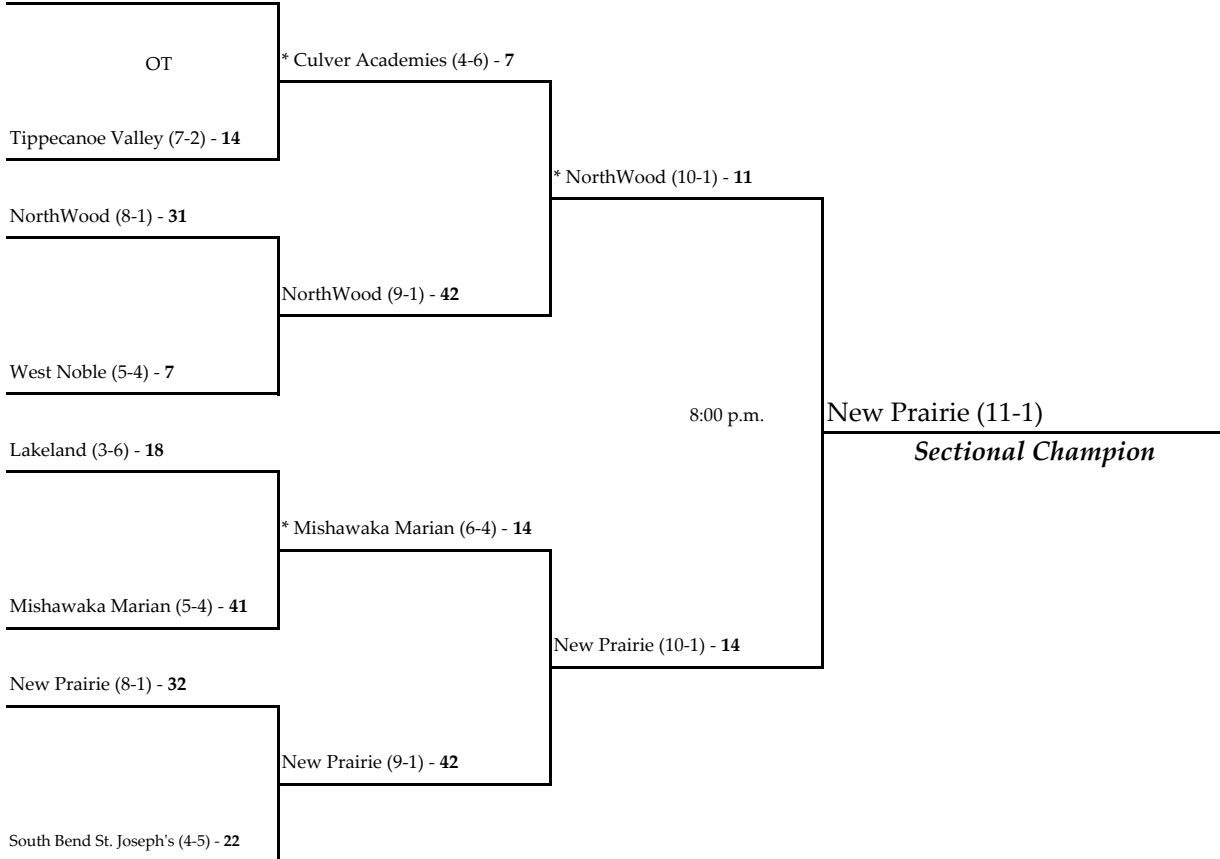 OT
* Culver Academies (4-6) - 7
Tippecanoe Valley (7-2) - 14
* NorthWood (10-1) - 11
NorthWood (8-1) - 31
NorthWood (9-1) - 42
West Noble (5-4) - 7
8:00 p.m.
New Prairie (11-1)
Sectional Champion
Lakeland (3-6) - 18
* Mishawaka Marian (6-4) - 14
Mishawaka Marian (5-4) - 41
New Prairie (10-1) - 14
New Prairie (8-1) - 32
New Prairie (9-1) - 42
South Bend St. Joseph's (4-5) - 22